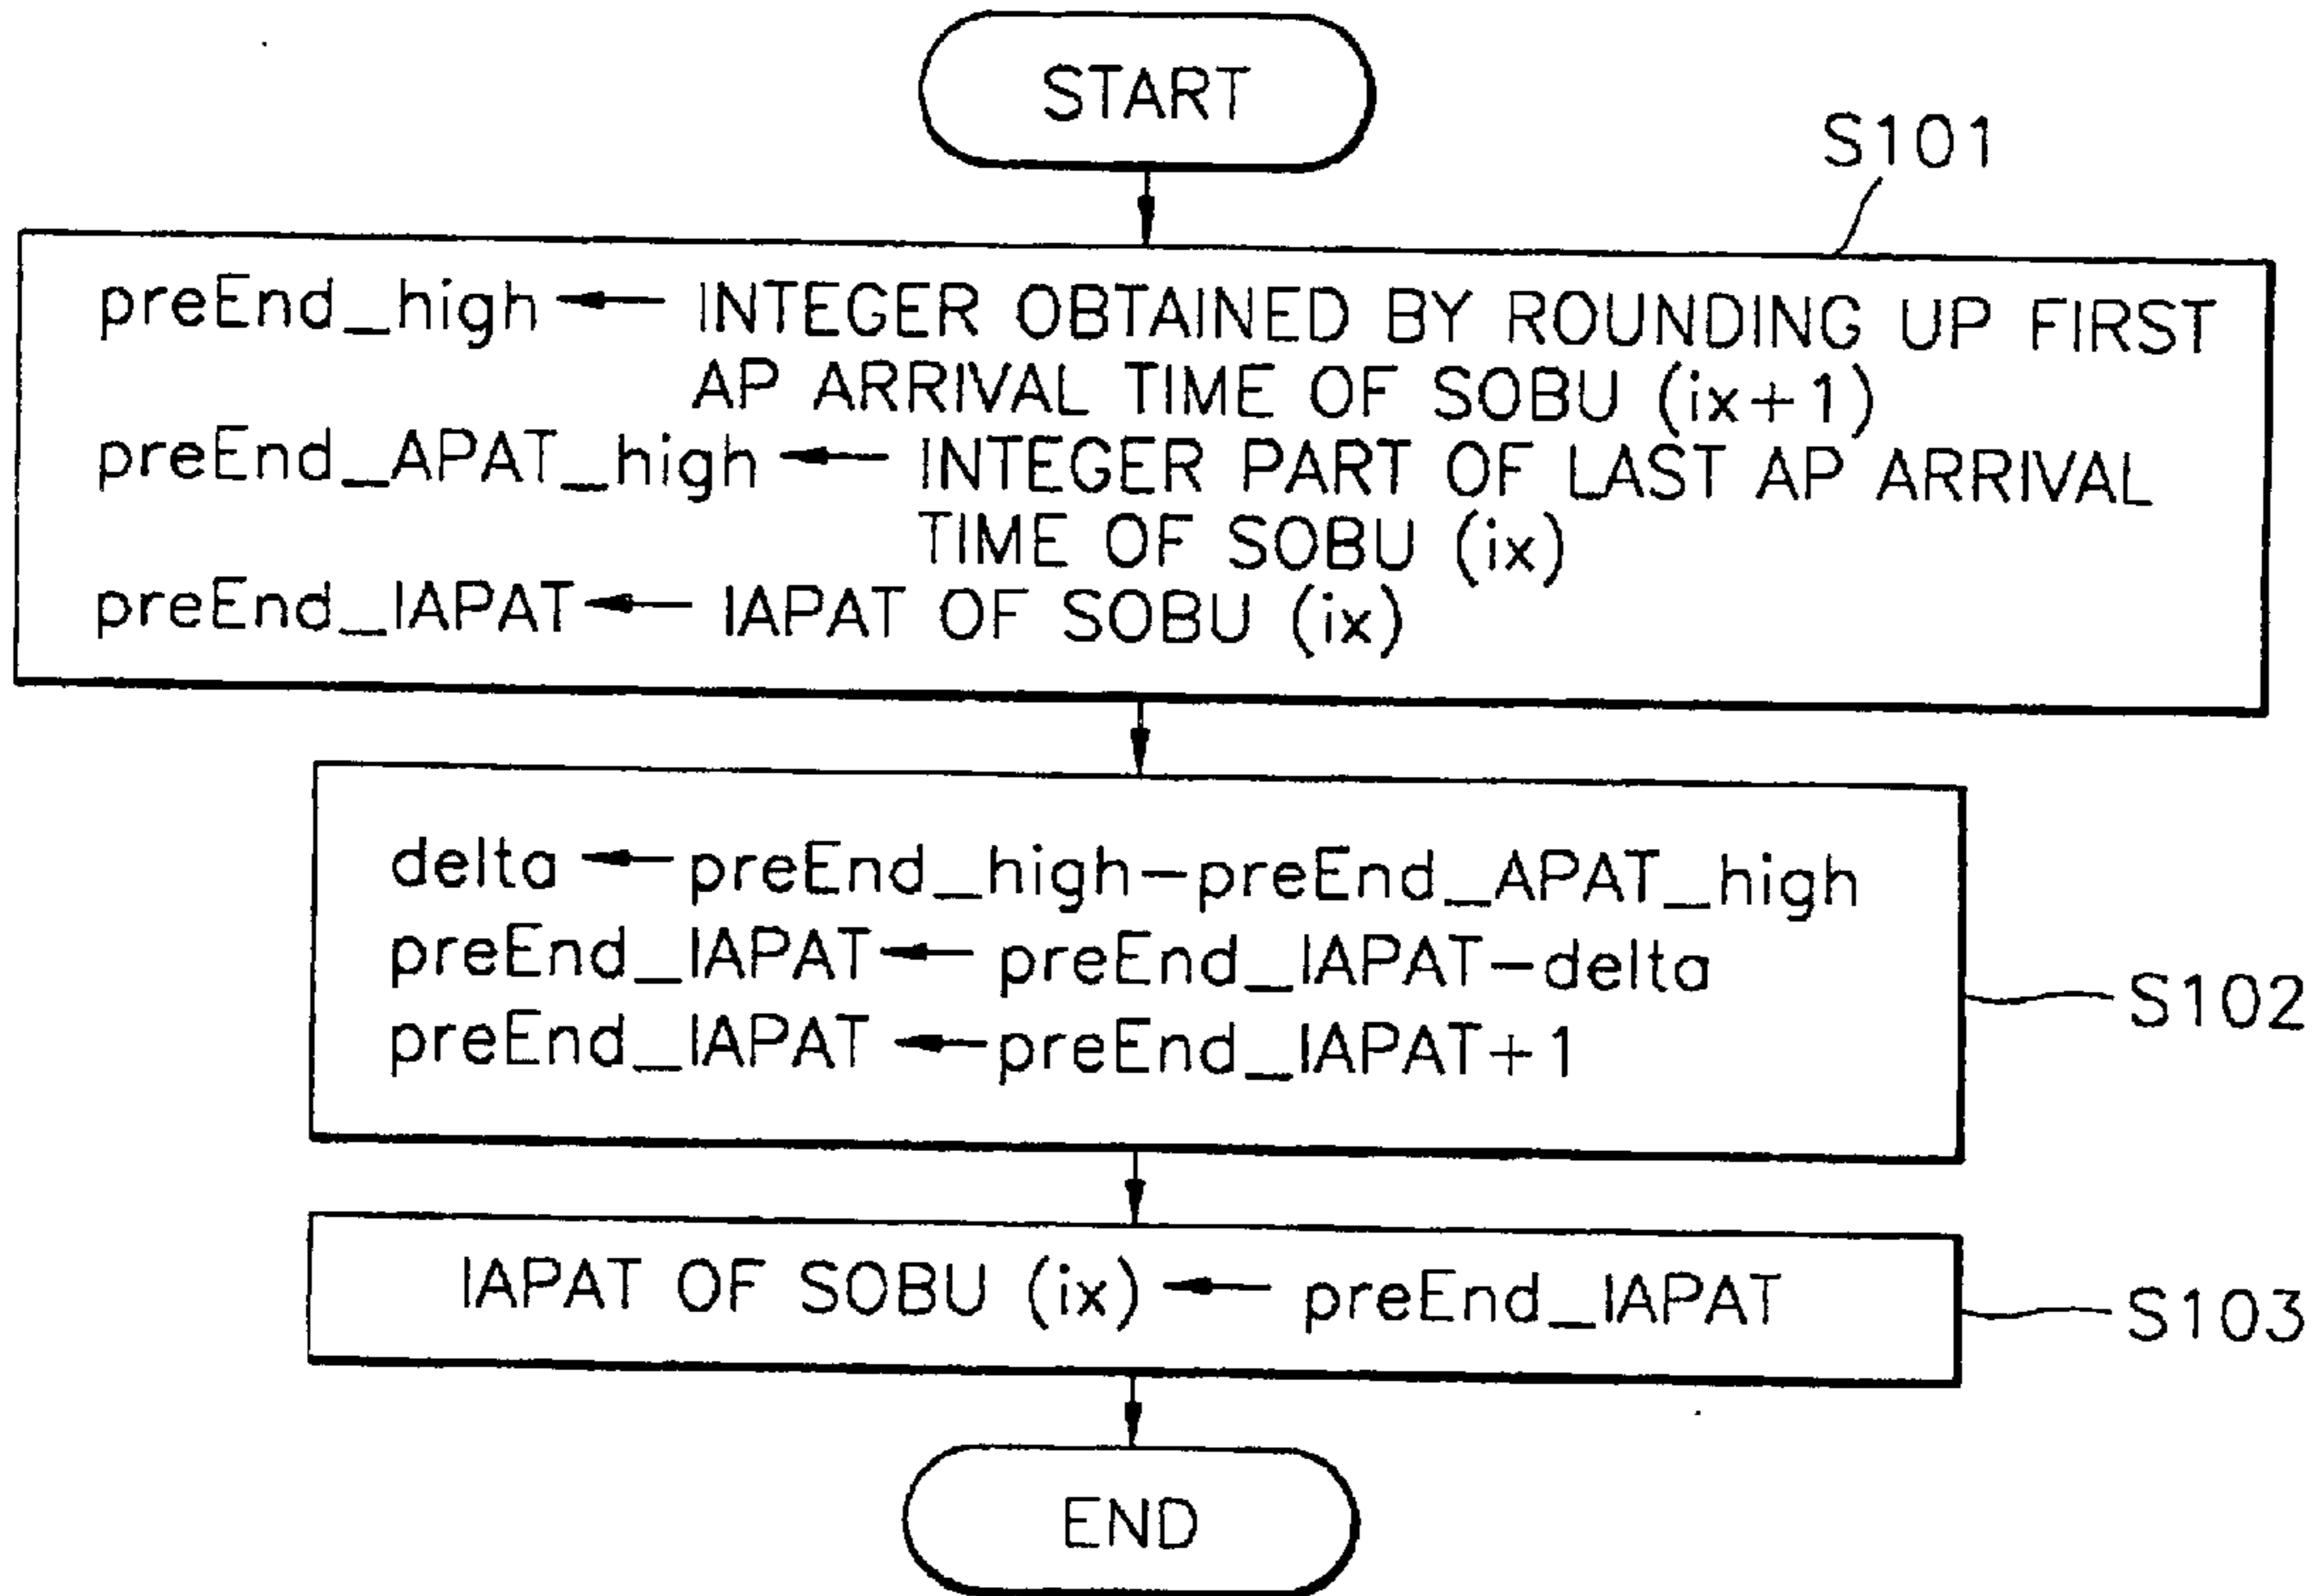 START
S101
preEnd_high ← INTEGER OBTAINED BY ROUNDING UP FIRST
AP ARRIVAL TIME OF SOBU (ix+1)
preEnd_APAT_high ← INTEGER PART OF LAST AP ARRIVAL
TIME OF SOBU (ix)
preEnd_IAPAT ← IAPAT OF SOBU (ix)
delta ← preEnd_high-preEnd_APAT_high
preEnd_IAPAT ← preEnd_IAPAT-delta
preEnd_IAPAT ← preEnd_IAPAT+1
S102
IAPAT OF SOBU (ix) ← preEnd_IAPAT
S103
END